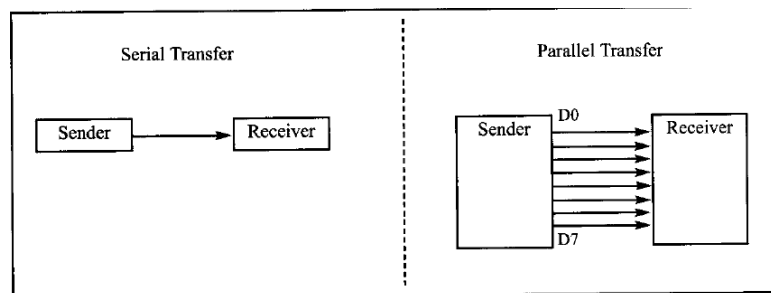 Serial Transfer
Sender
Receiver
Parallel Transfer
D0
Sender
Receiver
D7